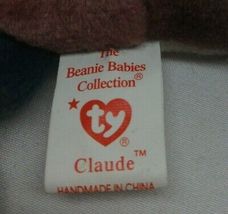 The
Beanie Babies
Collection®
ty
Claude™
HANDMADE IN CHINA